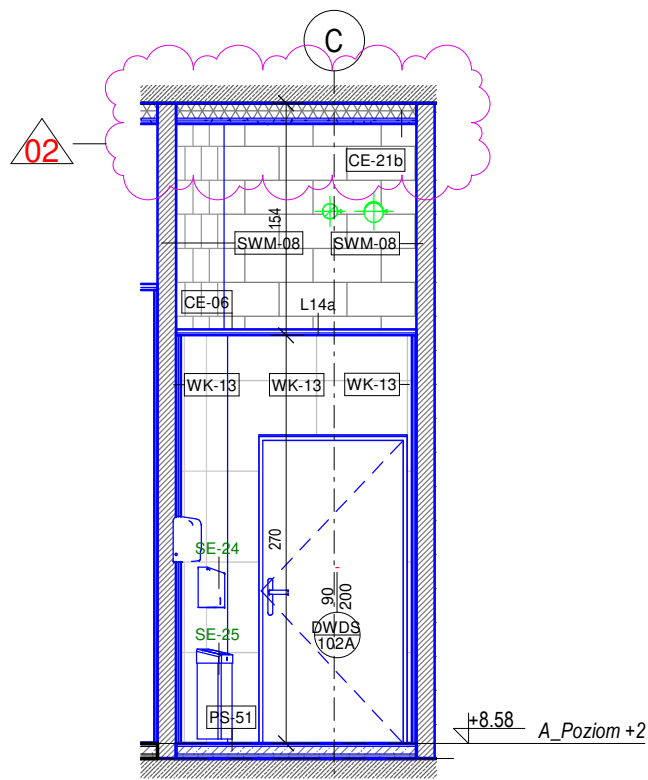 C
02
CE-21b
154
SWM-08
SWM-08
CE-06
L14a
WK-13
WK-13
WK-13
270
SE-24
90
200
SE-25
DWDS
102A
PS-51
+8.58
A_Poziom +2